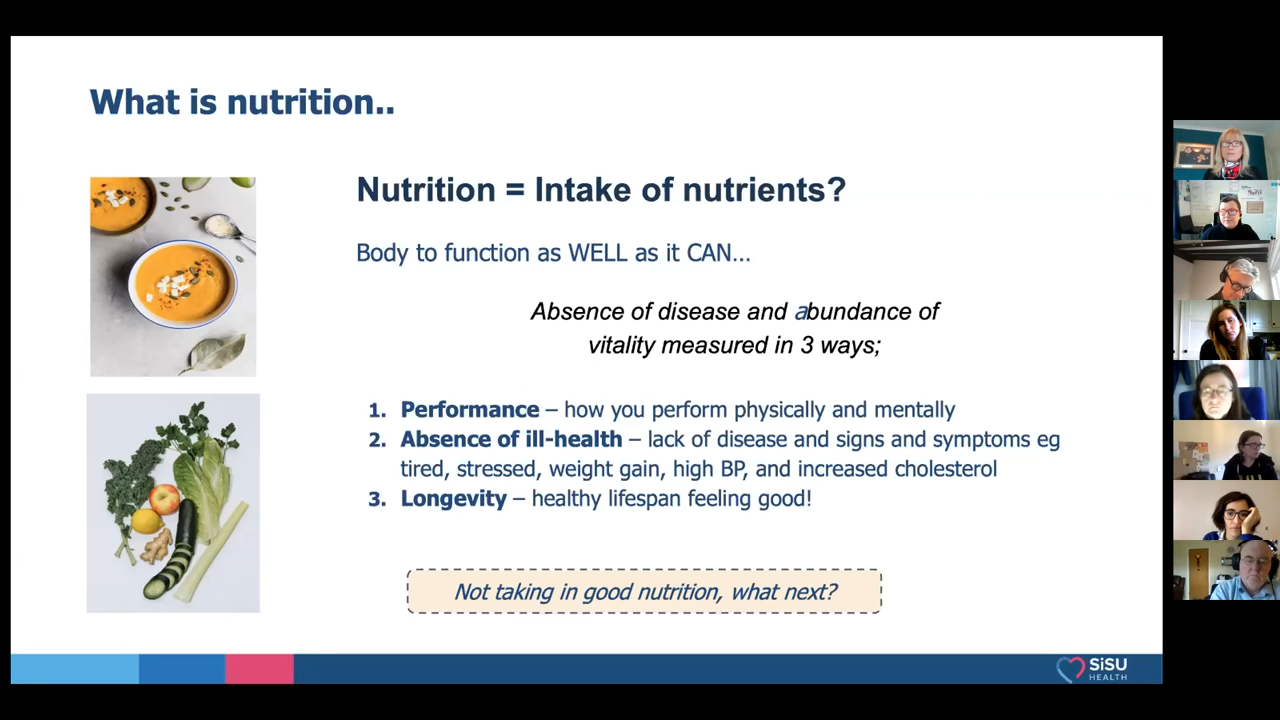 What is nutrition..
Nutrition = Intake of nutrients?
Body to function as WELL as it CAN...
Absence of disease and abundance of
vitality measured in 3 ways;
1. Performance – how you perform physically and mentally
2. Absence of ill-health – lack of disease and signs and symptoms eg
tired, stressed, weight gain, high BP, and increased cholesterol
3. Longevity – healthy lifespan feeling good!
Not taking in good nutrition, what next?
SiSU
HEALTH